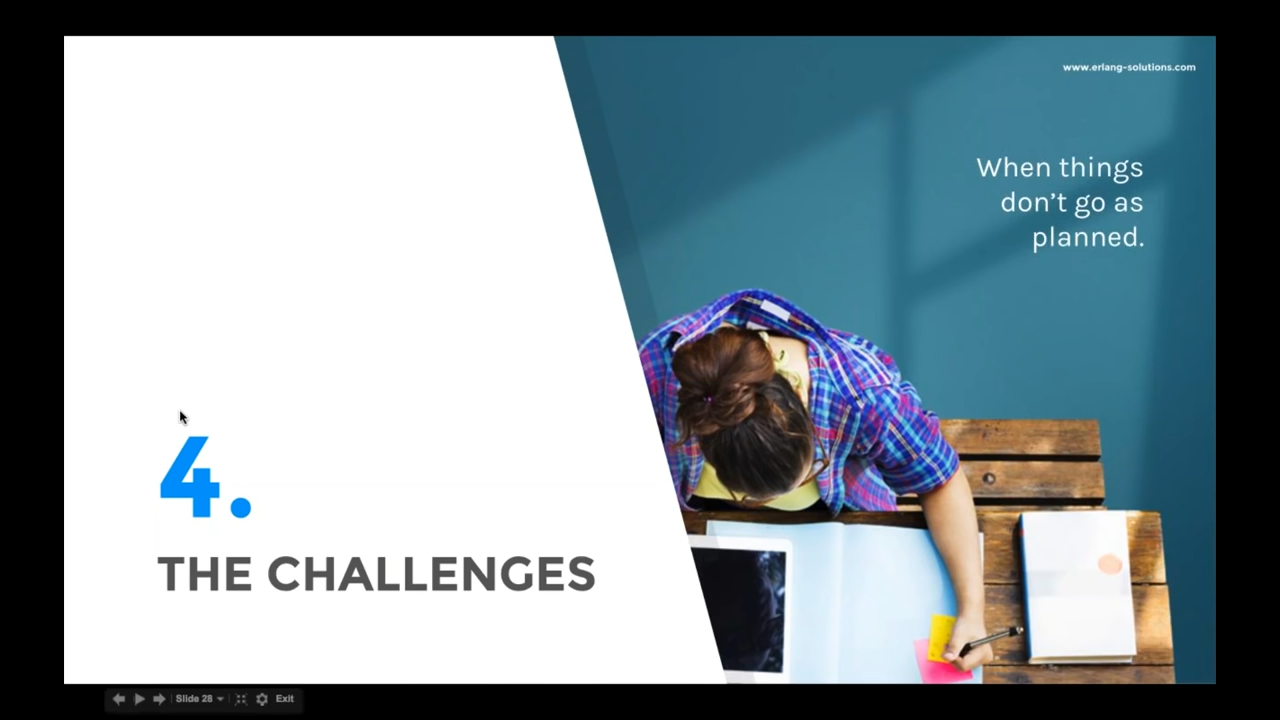 www.erlang-solutions.com
When things
don't go as
planned.
4.
THE CHALLENGES
Slide 28
Exit